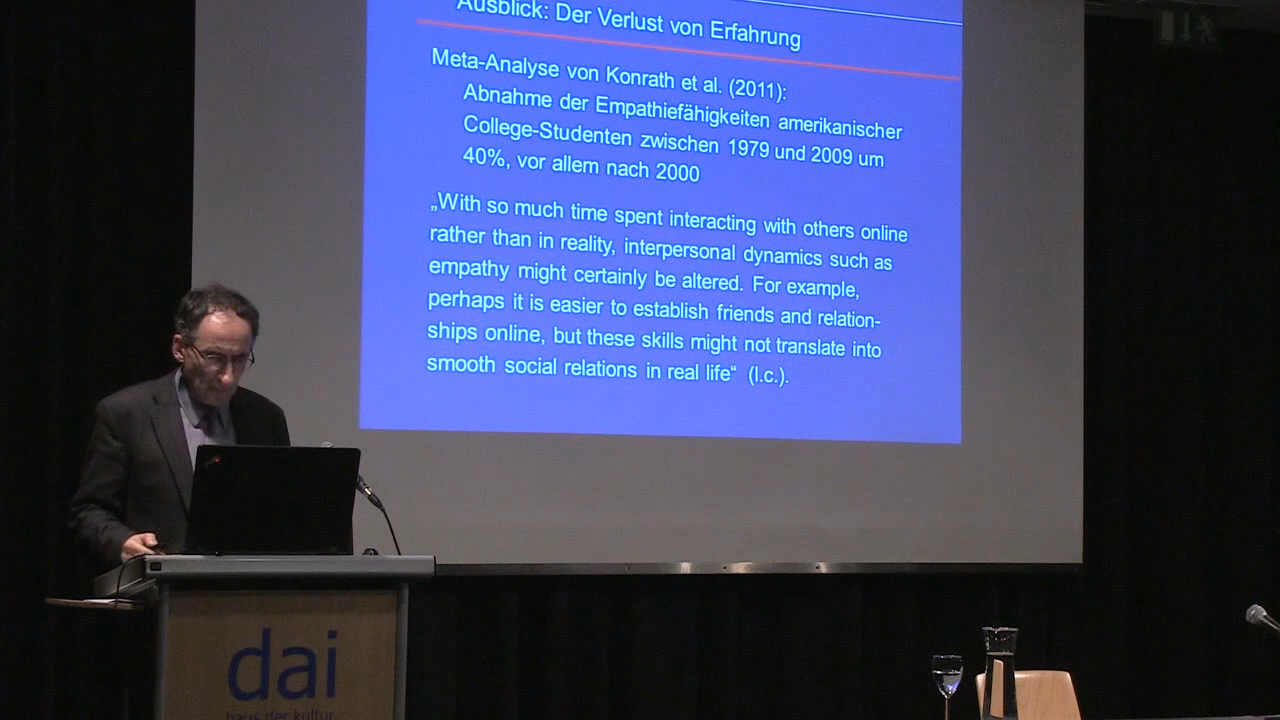 Ausblick: Der Verlust von Erfahrung
Meta-Analyse von Konrath et al. (2011):
Abnahme der Empathiefähigkeiten amerikanischer
College-Studenten zwischen 1979 und 2009 um
40%, vor allem nach 2000
„With so much time spent interacting with others online
rather than in reality, interpersonal dynamics such as
empathy might certainly be altered. For example,
perhaps it is easier to establish friends and relation-
ships online, but these skills might not translate into
smooth social relations in real life“ (l.c.).
dai
haus der kultur